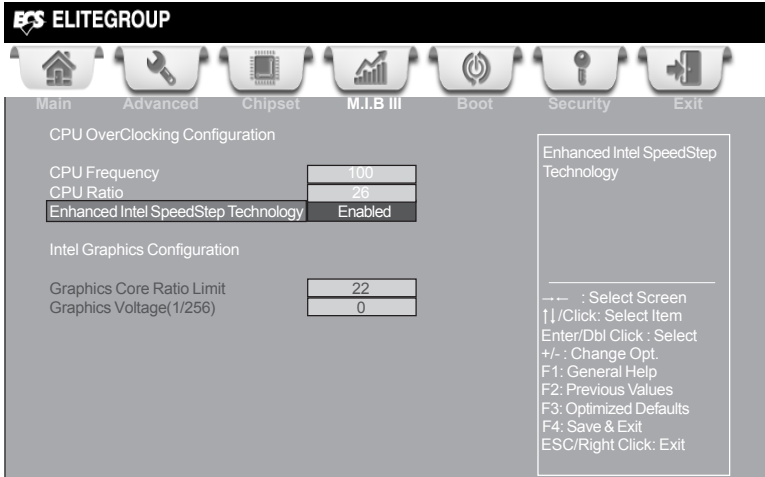 ECS ELITEGROUP
Main Advanced Chipset M.I.B III Boot Security Exit
CPU OverClocking Configuration
CPU Frequency 100
CPU Ratio 26
Enhanced Intel SpeedStep Technology Enabled
Intel Graphics Configuration
Graphics Core Ratio Limit 22
Graphics Voltage(1/256) 0
Enhanced Intel SpeedStep
Technology
→← : Select Screen
↑↓/Click: Select Item
Enter/Dbl Click : Select
+/- : Change Opt.
F1: General Help
F2: Previous Values
F3: Optimized Defaults
F4: Save & Exit
ESC/Right Click: Exit